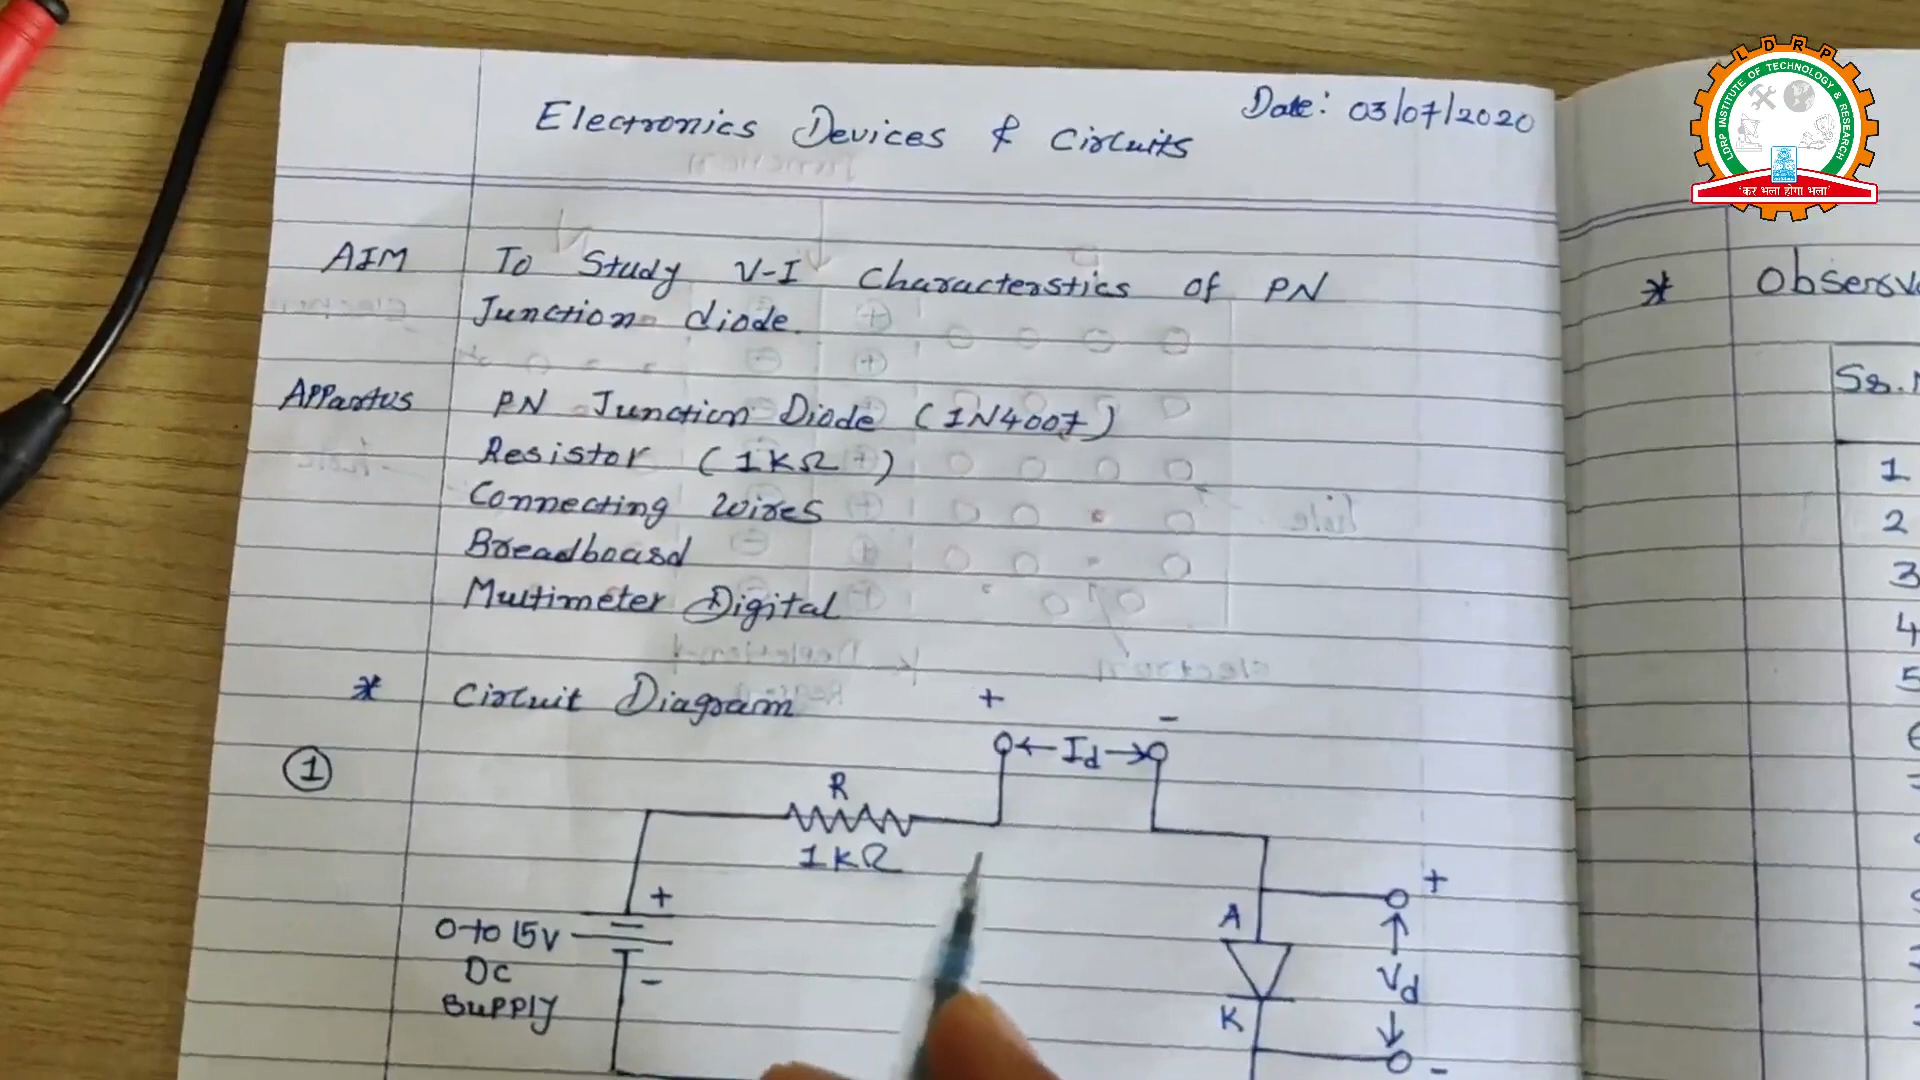 Electronics Devices & Circuits
Date: 03/07/2020
AIM To Study V-I Characterstics of PN
Junction diode.
Appartus PN Junction Diode (1N4007)
Resistor (1KΩ)
Connecting Wires
Breadboard
Multimeter Digital
* Circuit Diagram
1
+ -
Id
R
1KΩ
+
0 to 15V
DC
Supply
-
A
K
+
Vd
-
* Observ
Sr.
1
2
3
4
5
LDRP
LDRP INSTITUTE OF TECHNOLOGY & RESEARCH
'कर भला होगा भला'